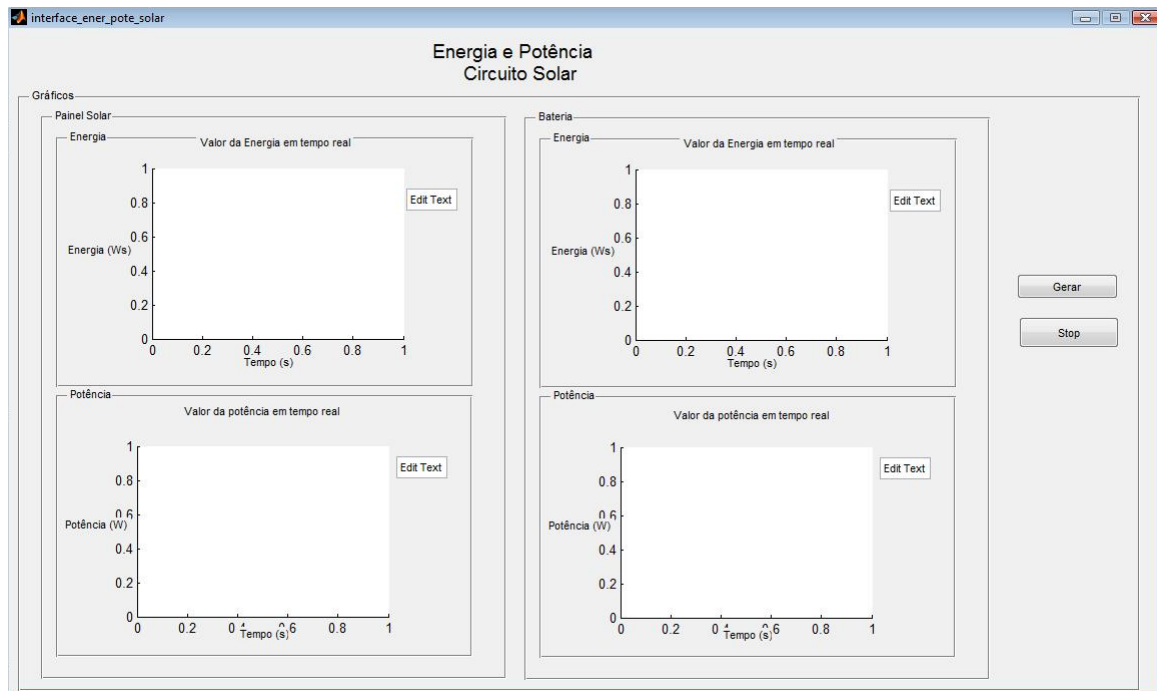 interface_ener_pote_solar
Energia e Potência
Circuito Solar
Gráficos
Painel Solar
Energia
Valor da Energia em tempo real
1
0.8
0.6
0.4
0.2
0
Energia (Ws)
0 0.2 0.4 0.6 0.8 1
Tempo (s)
Edit Text
Potência
Valor da potência em tempo real
1
0.8
0.6
0.4
0.2
0
Potência (W)
0 0.2 0.4 0.6 0.8 1
Tempo (s)
Edit Text
Bateria
Energia
Valor da Energia em tempo real
1
0.8
0.6
0.4
0.2
0
Energia (Ws)
0 0.2 0.4 0.6 0.8 1
Tempo (s)
Edit Text
Potência
Valor da potência em tempo real
1
0.8
0.6
0.4
0.2
0
Potência (W)
0 0.2 0.4 0.6 0.8 1
Tempo (s)
Edit Text
Gerar
Stop